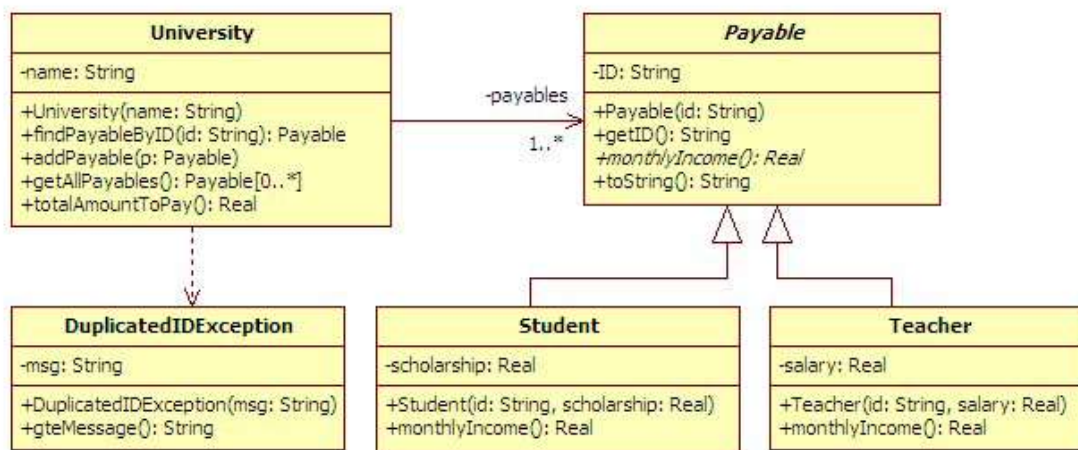 University
-name: String
+University(name: String)
+findPayableByID(id: String): Payable
+addPayable(p: Payable)
+getAllPayables(): Payable[0..*]
+totalAmountToPay(): Real
-payables
1..*
Payable
-ID: String
+Payable(id: String)
+getID(): String
+monthlyIncome(): Real
+toString(): String
DuplicatedIDException
-msg: String
+DuplicatedIDException(msg: String)
+gteMessage(): String
Student
-scholarship: Real
+Student(id: String, scholarship: Real)
+monthlyIncome(): Real
Teacher
-salary: Real
+Teacher(id: String, salary: Real)
+monthlyIncome(): Real